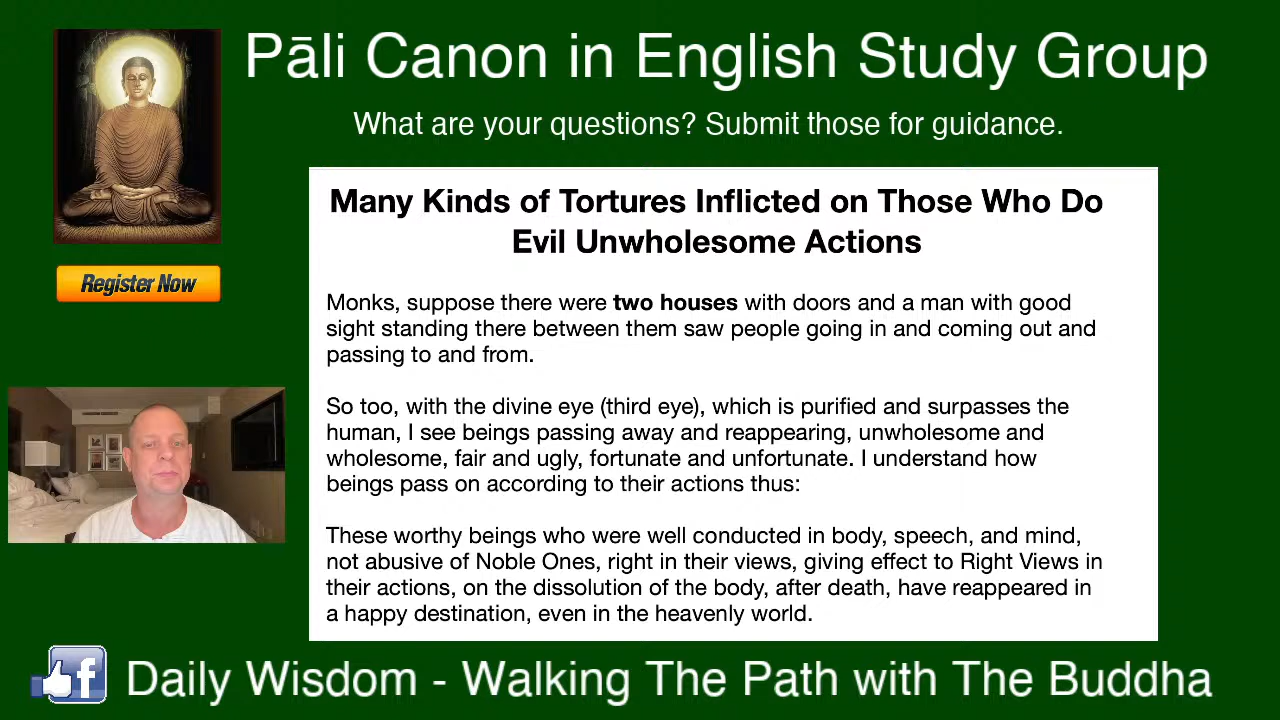 Pāli Canon in English Study Group
What are your questions? Submit those for guidance.
Register Now
Many Kinds of Tortures Inflicted on Those Who Do
Evil Unwholesome Actions
Monks, suppose there were two houses with doors and a man with good
sight standing there between them saw people going in and coming out and
passing to and from.
So too, with the divine eye (third eye), which is purified and surpasses the
human, I see beings passing away and reappearing, unwholesome and
wholesome, fair and ugly, fortunate and unfortunate. I understand how
beings pass on according to their actions thus:
These worthy beings who were well conducted in body, speech, and mind,
not abusive of Noble Ones, right in their views, giving effect to Right Views in
their actions, on the dissolution of the body, after death, have reappeared in
a happy destination, even in the heavenly world.
f
Daily Wisdom - Walking The Path with The Buddha